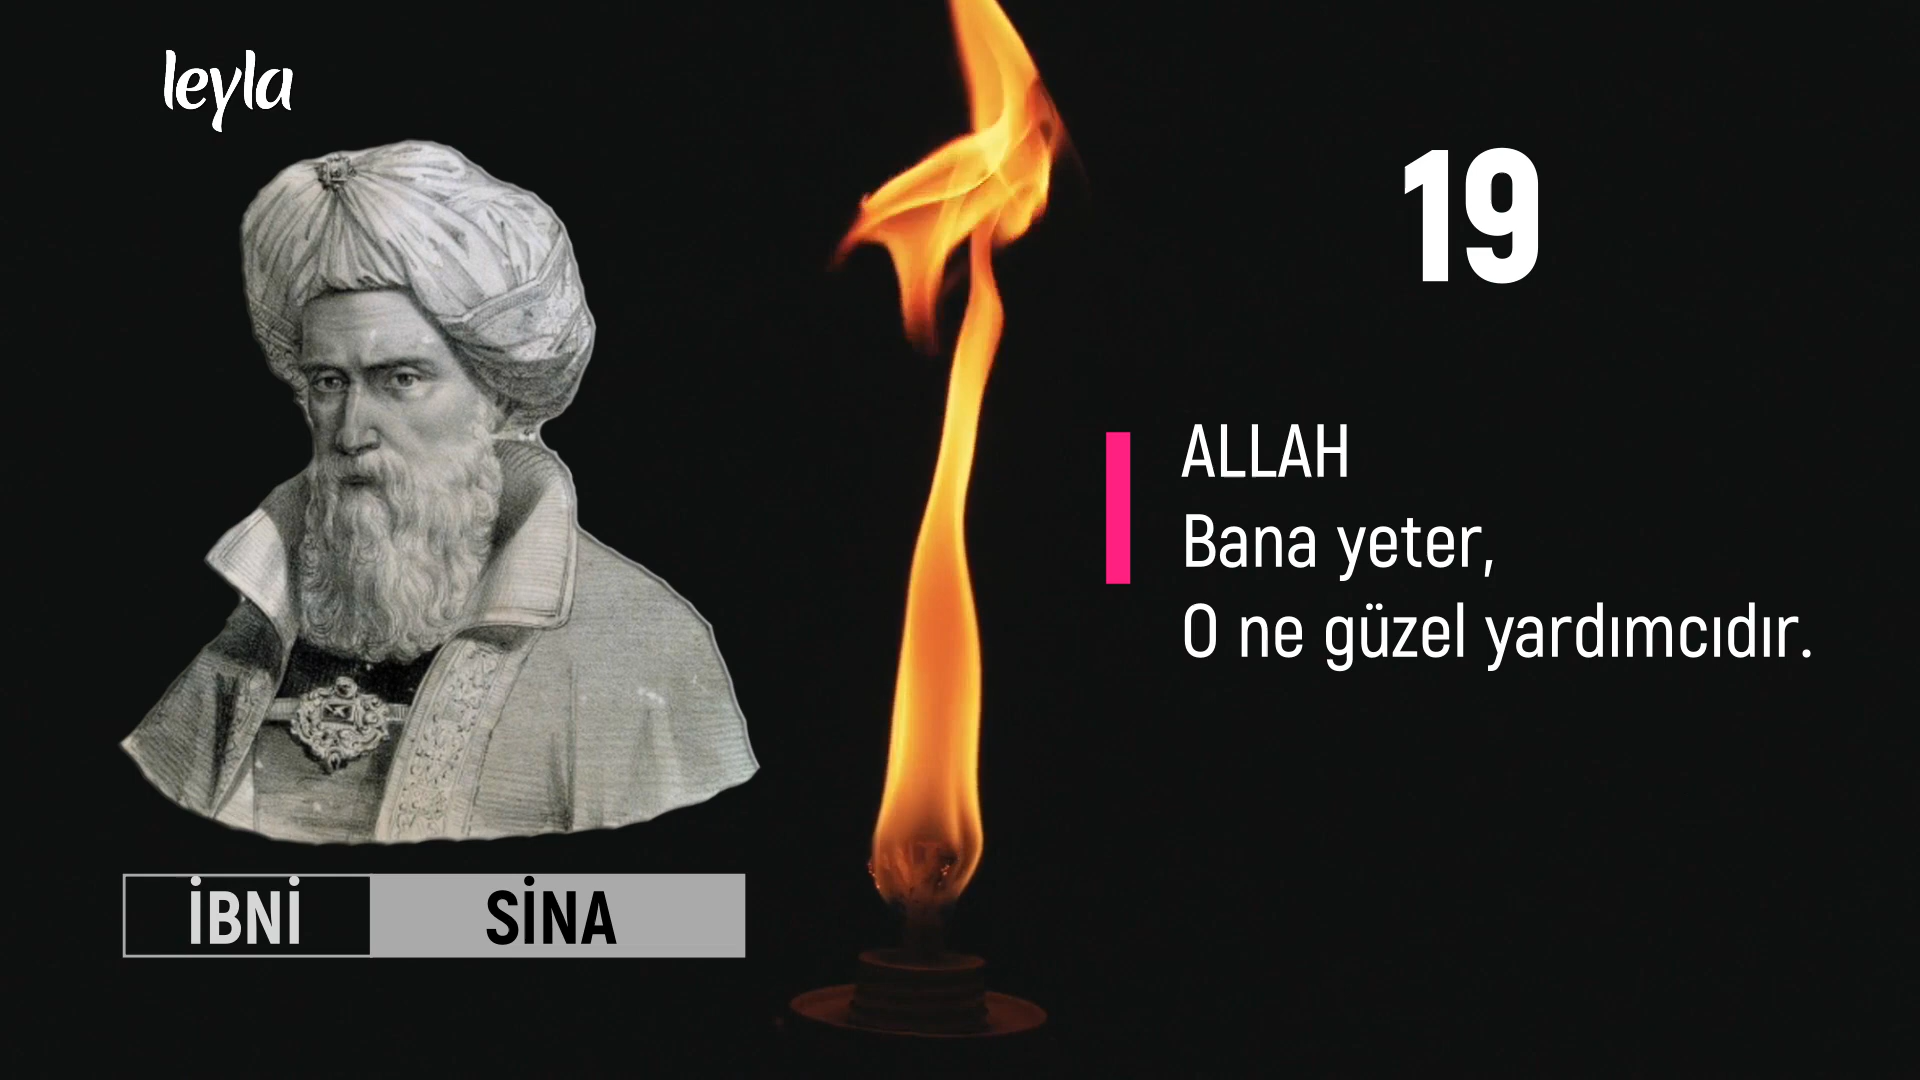 leyla
19
ALLAH
Bana yeter,
O ne güzel yardımcıdır.
İBNİ SİNA